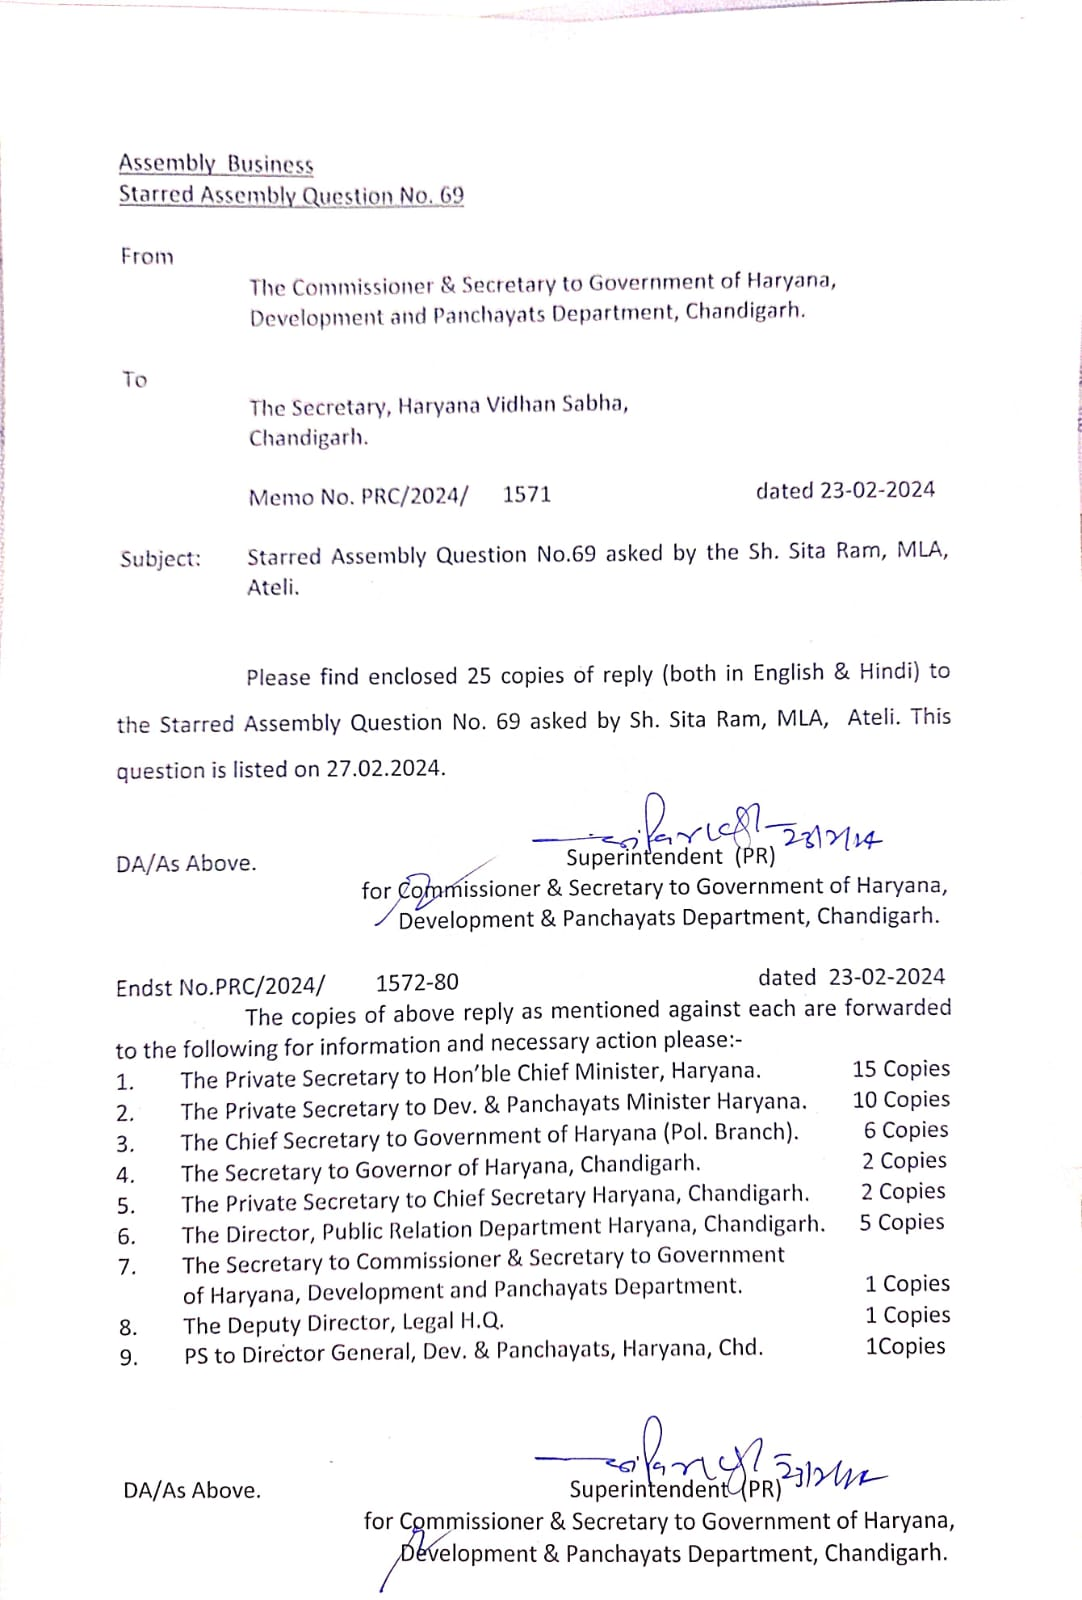 Assembly Business
Starred Assembly Question No. 69
From
The Commissioner & Secretary to Government of Haryana,
Development and Panchayats Department, Chandigarh.
To
The Secretary, Haryana Vidhan Sabha,
Chandigarh.
Memo No. PRC/2024/ 1571 dated 23-02-2024
Subject: Starred Assembly Question No.69 asked by the Sh. Sita Ram, MLA,
Ateli.
Please find enclosed 25 copies of reply (both in English & Hindi) to
the Starred Assembly Question No. 69 asked by Sh. Sita Ram, MLA, Ateli. This
question is listed on 27.02.2024.
DA/As Above.
Superintendent (PR)
for Commissioner & Secretary to Government of Haryana,
Development & Panchayats Department, Chandigarh.
Endst No.PRC/2024/ 1572-80 dated 23-02-2024
The copies of above reply as mentioned against each are forwarded
to the following for information and necessary action please:-
1. The Private Secretary to Hon'ble Chief Minister, Haryana. 15 Copies
2. The Private Secretary to Dev. & Panchayats Minister Haryana. 10 Copies
3. The Chief Secretary to Government of Haryana (Pol. Branch). 6 Copies
4. The Secretary to Governor of Haryana, Chandigarh. 2 Copies
5. The Private Secretary to Chief Secretary Haryana, Chandigarh. 2 Copies
6. The Director, Public Relation Department Haryana, Chandigarh. 5 Copies
7. The Secretary to Commissioner & Secretary to Government
of Haryana, Development and Panchayats Department. 1 Copies
8. The Deputy Director, Legal H.Q. 1 Copies
9. PS to Director General, Dev. & Panchayats, Haryana, Chd. 1Copies
DA/As Above.
Superintendent (PR)
for Commissioner & Secretary to Government of Haryana,
Development & Panchayats Department, Chandigarh.